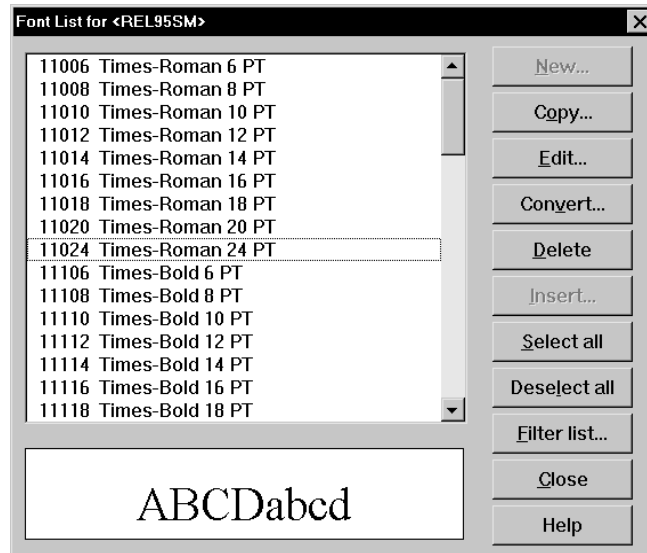 Font List for <REL95SM>
11006 Times-Roman 6 PT
11008 Times-Roman 8 PT
11010 Times-Roman 10 PT
11012 Times-Roman 12 PT
11014 Times-Roman 14 PT
11016 Times-Roman 16 PT
11018 Times-Roman 18 PT
11020 Times-Roman 20 PT
11024 Times-Roman 24 PT
11106 Times-Bold 6 PT
11108 Times-Bold 8 PT
11110 Times-Bold 10 PT
11112 Times-Bold 12 PT
11114 Times-Bold 14 PT
11116 Times-Bold 16 PT
11118 Times-Bold 18 PT
ABCDabcd
New...
Copy...
Edit...
Convert...
Delete
Insert...
Select all
Deselect all
Filter list...
Close
Help